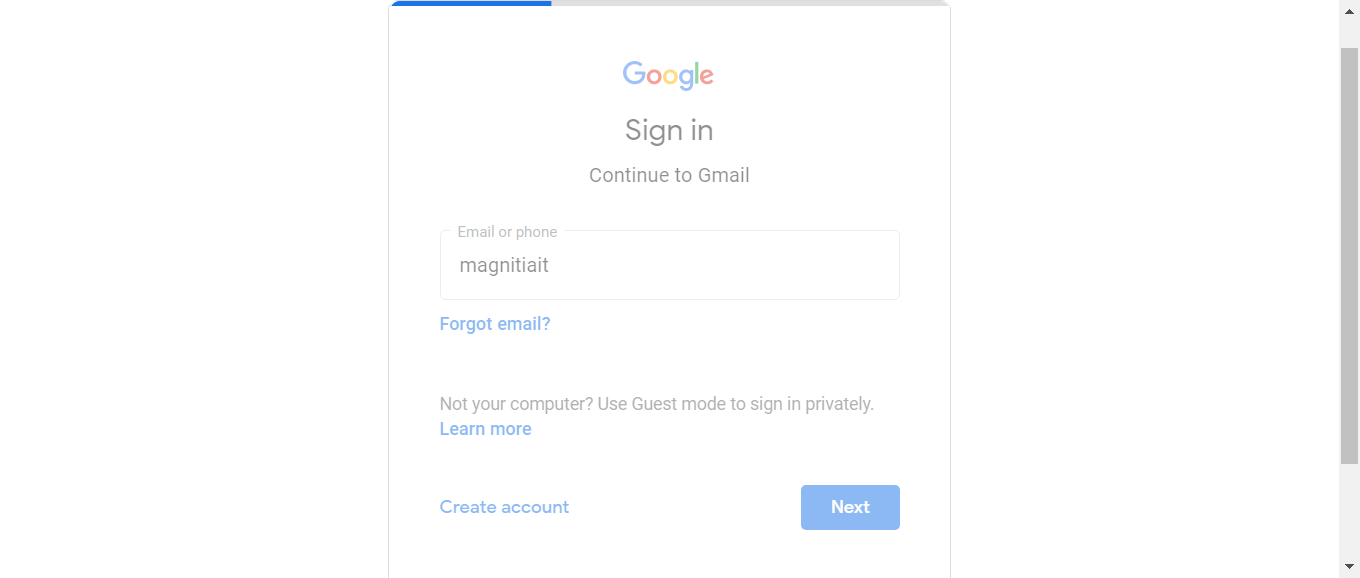 Google
Sign in
Continue to Gmail
Email or phone
magnitiait
Forgot email?
Not your computer? Use Guest mode to sign in privately.
Learn more
Create account
Next